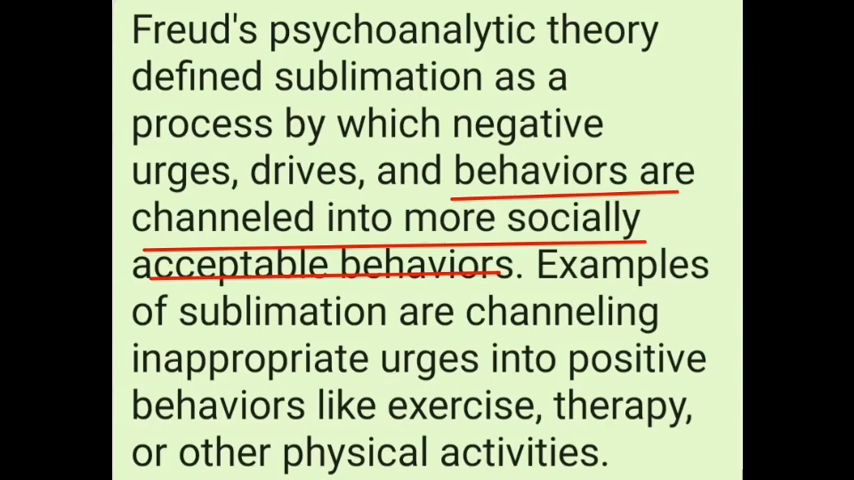 Freud's psychoanalytic theory
defined sublimation as a
process by which negative
urges, drives, and behaviors are
channeled into more socially
acceptable behaviors. Examples
of sublimation are channeling
inappropriate urges into positive
behaviors like exercise, therapy,
or other physical activities.